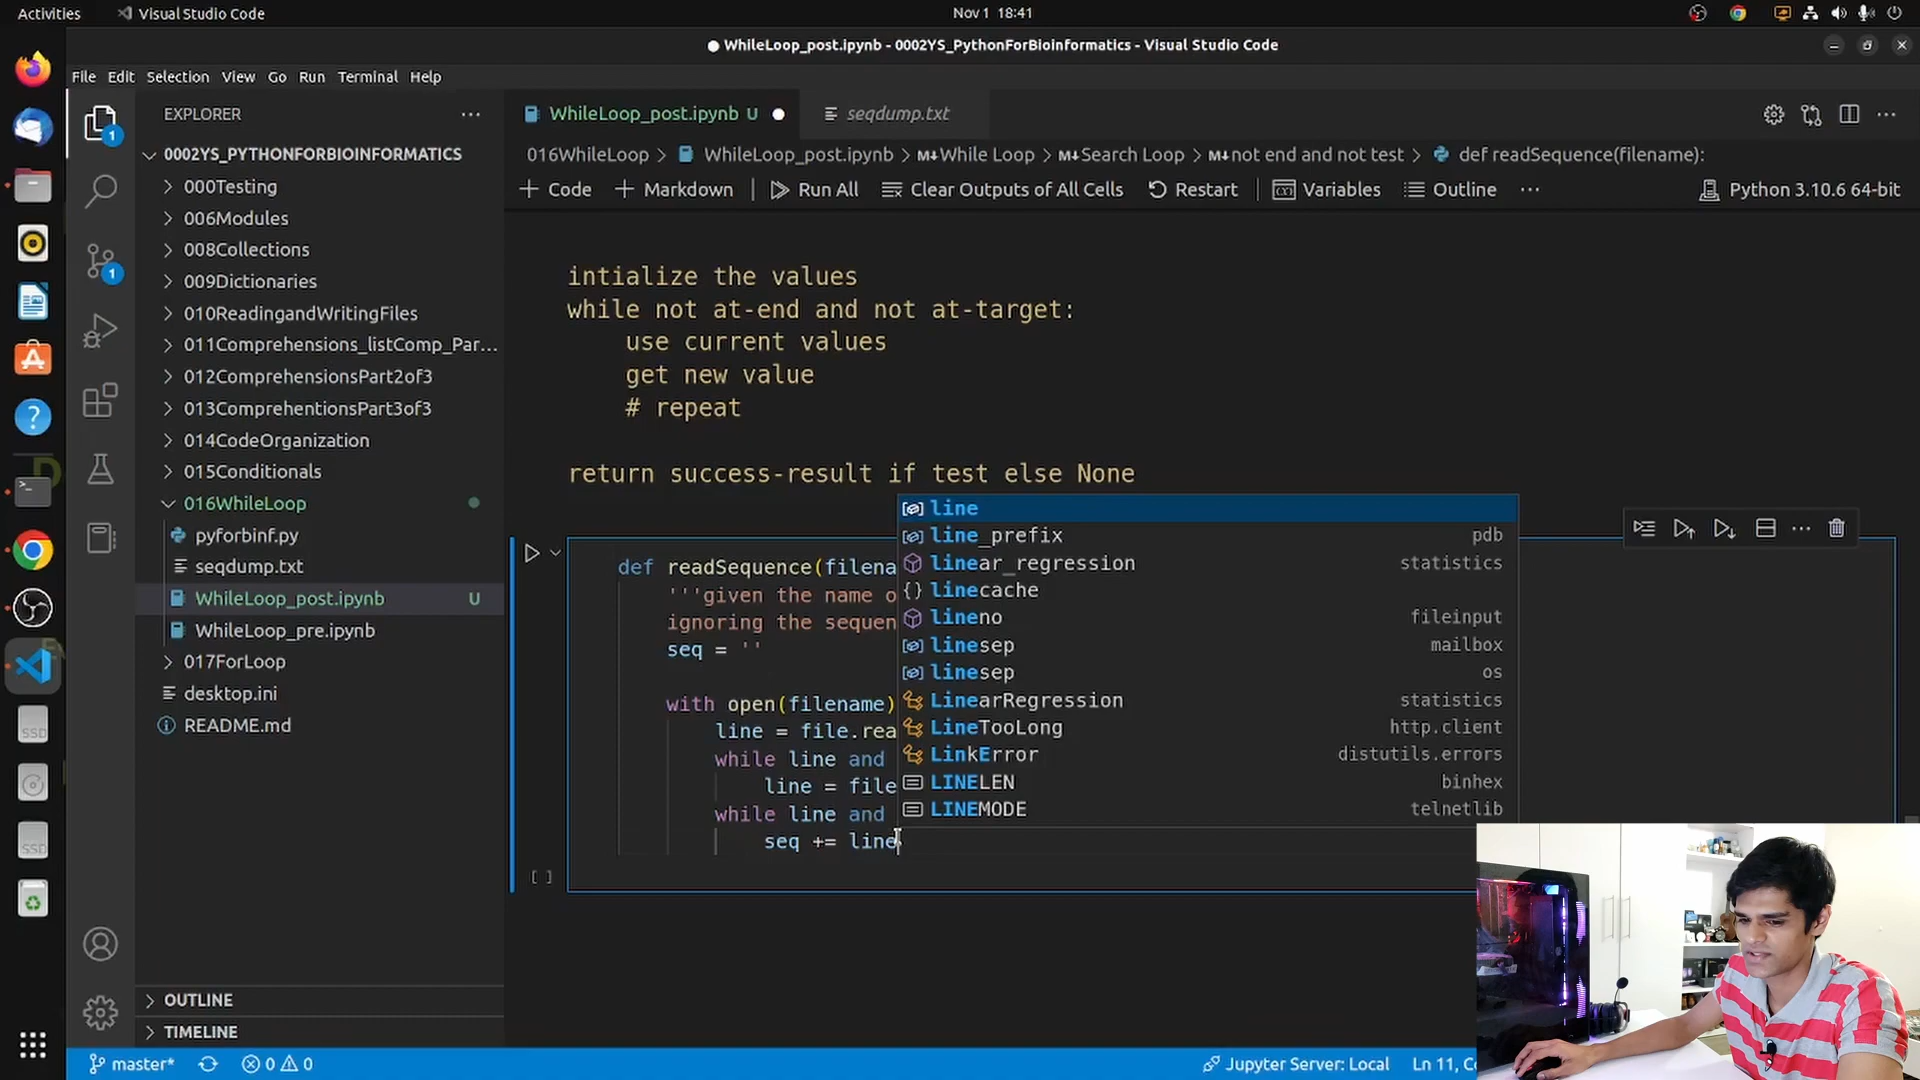 Activities
Visual Studio Code
Nov 1 18:41
WhileLoop_post.ipynb - 0002YS_PythonForBioinformatics - Visual Studio Code
File Edit Selection View Go Run Terminal Help
EXPLORER
WhileLoop_post.ipynb U
seqdump.txt
0002YS_PYTHONFORBIOINFORMATICS
016WhileLoop > WhileLoop_post.ipynb > M↓While Loop > M↓Search Loop > M↓not end and not test > def readSequence(filename):
+ Code + Markdown Run All Clear Outputs of All Cells Restart Variables Outline ··· Python 3.10.6 64-bit
000Testing
006Modules
008Collections
009Dictionaries
010ReadingandWritingFiles
011Comprehensions_listComp_Par...
012ComprehensionsPart2of3
013ComprehentionsPart3of3
014CodeOrganization
015Conditionals
016WhileLoop
pyforbinf.py
seqdump.txt
WhileLoop_post.ipynb U
WhileLoop_pre.ipynb
017ForLoop
desktop.ini
README.md
OUTLINE
TIMELINE
intialize the values
while not at-end and not at-target:
use current values
get new value
# repeat
return success-result if test else None
def readSequence(filena
'''given the name o
ignoring the sequen
seq = ''
with open(filename)
line = file.rea
while line and
line = file
while line and
seq += line
[ ]
line
line_prefix pdb
linear_regression statistics
linecache
lineno fileinput
linesep mailbox
linesep os
LinearRegression statistics
LineTooLong http.client
LinkError distutils.errors
LINELEN binhex
LINEMODE telnetlib
1
1
SSD
SSD
master* 0 0
Jupyter Server: Local Ln 11, C